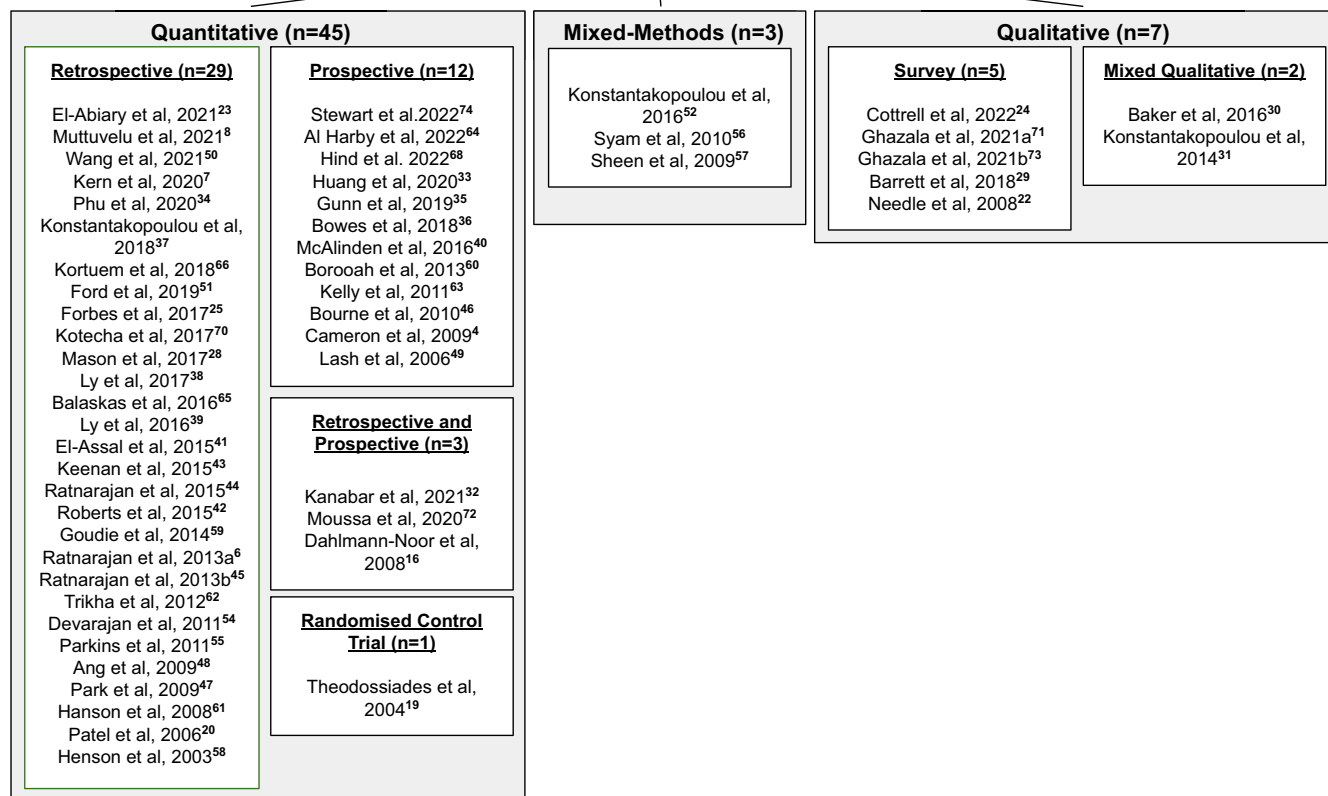 Quantitative (n=45)
Retrospective (n=29)
El-Abiary et al, 2021²³
Muttuvelu et al, 2021⁸
Wang et al, 2021⁵⁰
Kern et al, 2020⁷
Phu et al, 2020³⁴
Konstantakopoulou et al,
2018³⁷
Kortuem et al, 2018⁶⁶
Ford et al, 2019⁵¹
Forbes et al, 2017²⁵
Kotecha et al, 2017⁷⁰
Mason et al, 2017²⁸
Ly et al, 2017³⁸
Balaskas et al, 2016⁶⁵
Ly et al, 2016³⁹
El-Assal et al, 2015⁴¹
Keenan et al, 2015⁴³
Ratnarajan et al, 2015⁴⁴
Roberts et al, 2015⁴²
Goudie et al, 2014⁵⁹
Ratnarajan et al, 2013a⁶
Ratnarajan et al, 2013b⁴⁵
Trikha et al, 2012⁶²
Devarajan et al, 2011⁵⁴
Parkins et al, 2011⁵⁵
Ang et al, 2009⁴⁸
Park et al, 2009⁴⁷
Hanson et al, 2008⁶¹
Patel et al, 2006²⁰
Henson et al, 2003⁵⁸
Prospective (n=12)
Stewart et al.2022⁷⁴
Al Harby et al, 2022⁶⁴
Hind et al. 2022⁶⁸
Huang et al, 2020³³
Gunn et al, 2019³⁵
Bowes et al, 2018³⁶
McAlinden et al, 2016⁴⁰
Borooah et al, 2013⁶⁰
Kelly et al, 2011⁶³
Bourne et al, 2010⁴⁶
Cameron et al, 2009⁴
Lash et al, 2006⁴⁹
Retrospective and
Prospective (n=3)
Kanabar et al, 2021³²
Moussa et al, 2020⁷²
Dahlmann-Noor et al,
2008¹⁶
Randomised Control
Trial (n=1)
Theodossiades et al,
2004¹⁹
Mixed-Methods (n=3)
Konstantakopoulou et al,
2016⁵²
Syam et al, 2010⁵⁶
Sheen et al, 2009⁵⁷
Qualitative (n=7)
Survey (n=5)
Cottrell et al, 2022²⁴
Ghazala et al, 2021a⁷¹
Ghazala et al, 2021b⁷³
Barrett et al, 2018²⁹
Needle et al, 2008²²
Mixed Qualitative (n=2)
Baker et al, 2016³⁰
Konstantakopoulou et al,
2014³¹